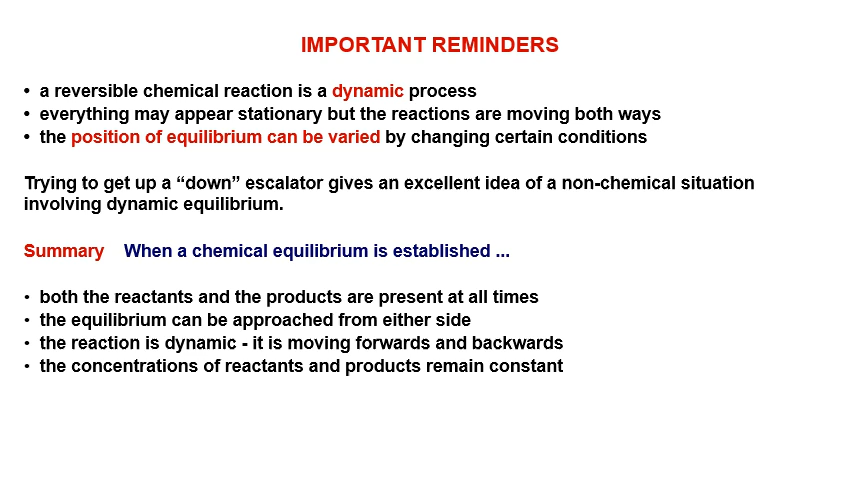 IMPORTANT REMINDERS
• a reversible chemical reaction is a dynamic process
• everything may appear stationary but the reactions are moving both ways
• the position of equilibrium can be varied by changing certain conditions
Trying to get up a “down” escalator gives an excellent idea of a non-chemical situation
involving dynamic equilibrium.
Summary When a chemical equilibrium is established ...
• both the reactants and the products are present at all times
• the equilibrium can be approached from either side
• the reaction is dynamic - it is moving forwards and backwards
• the concentrations of reactants and products remain constant